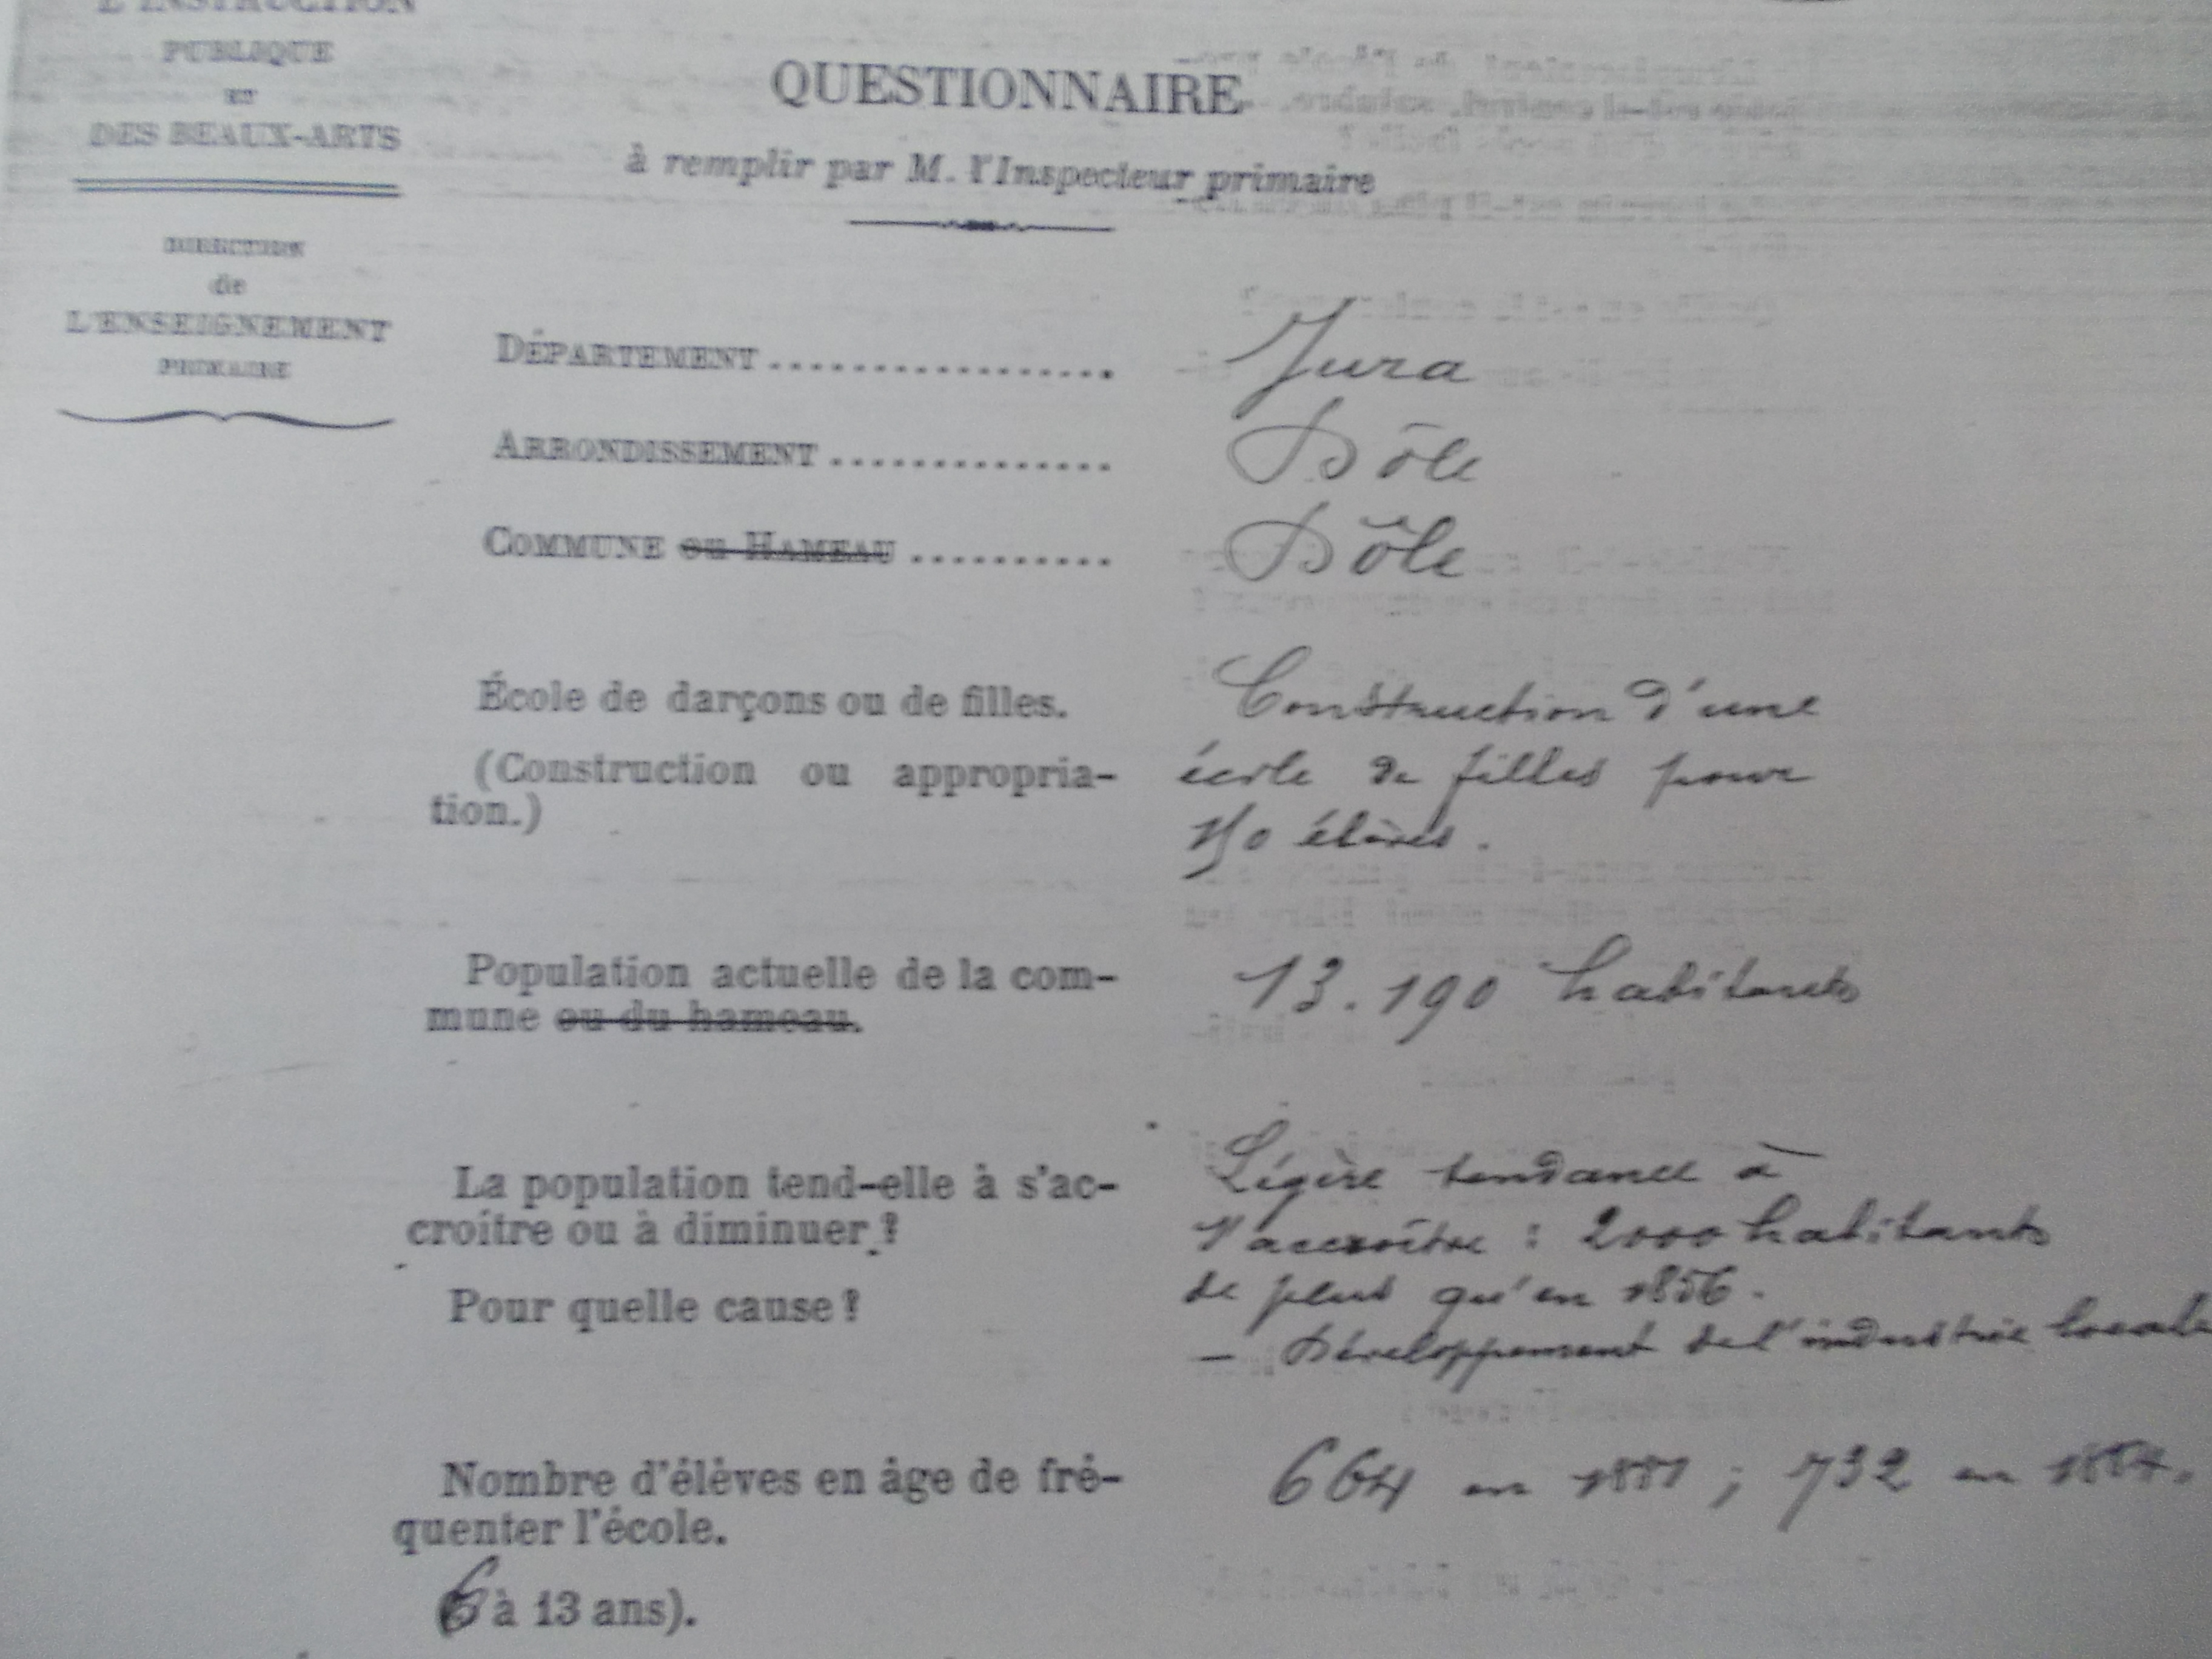 L'INSTRUCTION
PUBLIQUE
ET
DES BEAUX-ARTS
DIRECTION
de
L'ENSEIGNEMENT
PRIMAIRE
QUESTIONNAIRE
à remplir par M. l'Inspecteur primaire
DÉPARTEMENT................. Jura
ARRONDISSEMENT.............. Dôle
COMMUNE ou HAMEAU .......... Dôle
École de darçons ou de filles. Construction d'une
(Construction ou appropria- école de filles pour
tion.) 150 élèves.
Population actuelle de la com- 13.190 habitants
mune ou du hameau.
La population tend-elle à s'ac- Légère tendance à
croître ou à diminuer ? s'accroître : 2000 habitants
de plus qu'en 1856.
Pour quelle cause ? — Développement de l'industrie locale
Nombre d'élèves en âge de fré- 664 en 1881 ; 732 en
quenter l'école.
6 à 13 ans).